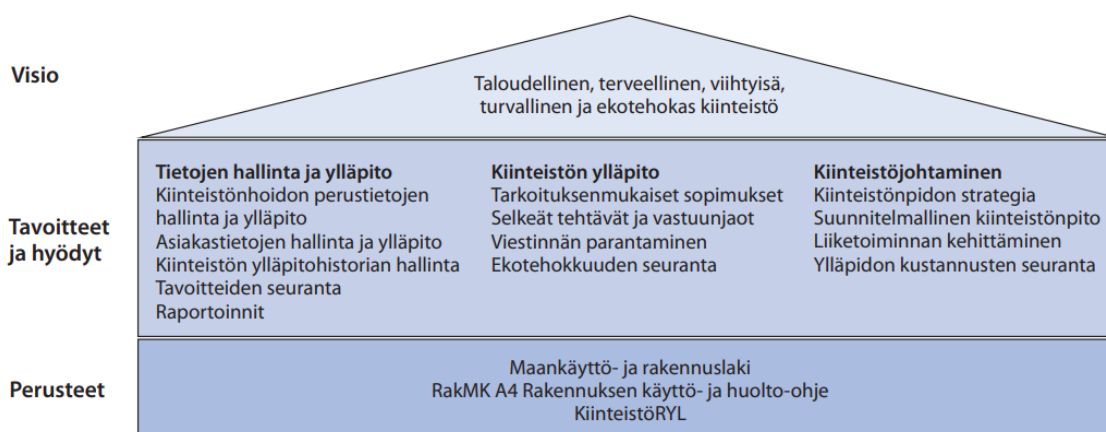 Visio
Taloudellinen, terveellinen, viihtyisä,
turvallinen ja ekotehokas kiinteistö
Tavoitteet
ja hyödyt
Tietojen hallinta ja ylläpito
Kiinteistönhoidon perustietojen
hallinta ja ylläpito
Asiakastietojen hallinta ja ylläpito
Kiinteistön ylläpitohistorian hallinta
Tavoitteiden seuranta
Raportoinnit
Kiinteistön ylläpito
Tarkoituksenmukaiset sopimukset
Selkeät tehtävät ja vastuunjaot
Viestinnän parantaminen
Ekotehokkuuden seuranta
Kiinteistöjohtaminen
Kiinteistönpidon strategia
Suunnitelmallinen kiinteistönpito
Liiketoiminnan kehittäminen
Ylläpidon kustannusten seuranta
Perusteet
Maankäyttö- ja rakennuslaki
RakMK A4 Rakennuksen käyttö- ja huolto-ohje
KiinteistöRYL